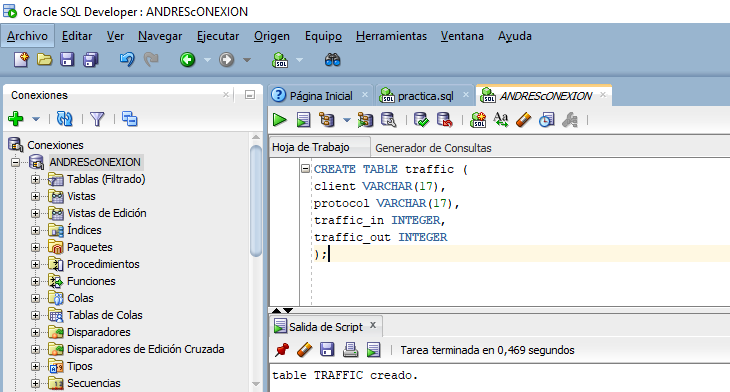 Oracle SQL Developer : ANDREScONEXION
Archivo Editar Ver Navegar Ejecutar Origen Equipo Herramientas Ventana Ayuda
SQL
Conexiones
Conexiones
ANDREScONEXION
Tablas (Filtrado)
Vistas
Vistas de Edición
Índices
Paquetes
Procedimientos
Funciones
Colas
Tablas de Colas
Disparadores
Disparadores de Edición Cruzada
Tipos
Secuencias
Página Inicial
practica.sql
ANDREScONEXION
Hoja de Trabajo Generador de Consultas
CREATE TABLE traffic (
client VARCHAR(17),
protocol VARCHAR(17),
traffic_in INTEGER,
traffic_out INTEGER
);
Salida de Script
Tarea terminada en 0,469 segundos
table TRAFFIC creado.